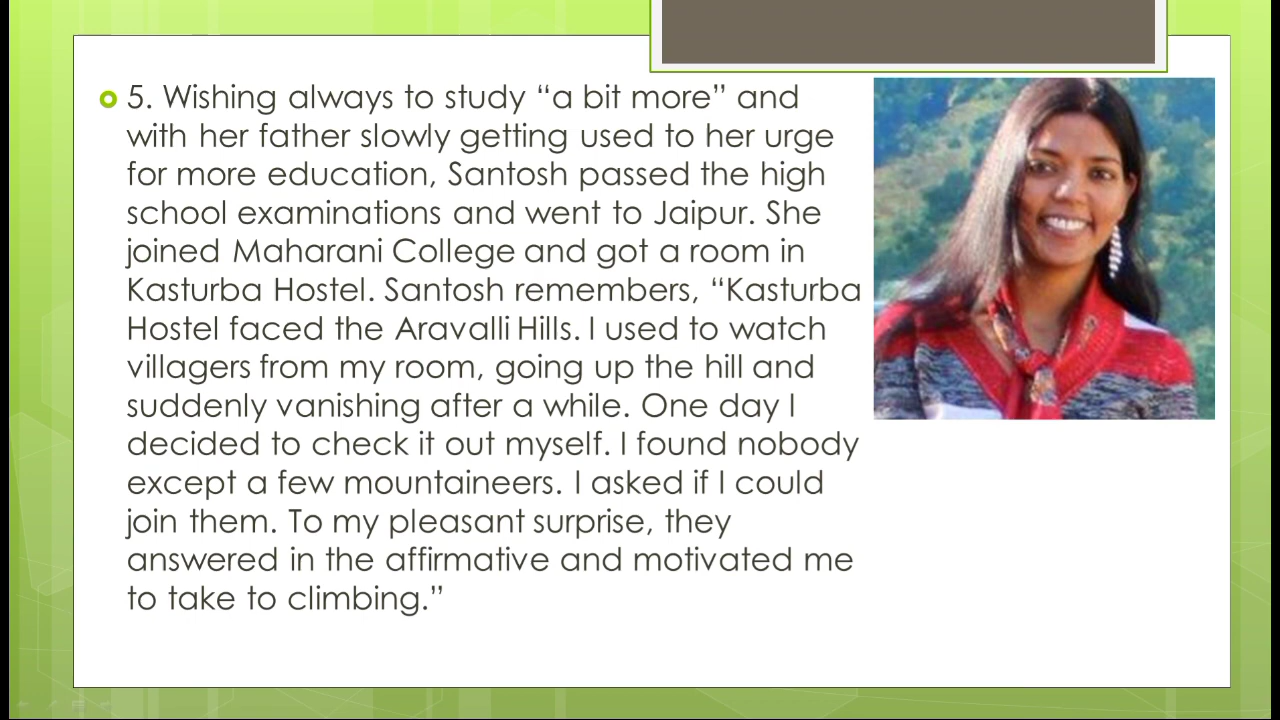 5. Wishing always to study “a bit more” and
with her father slowly getting used to her urge
for more education, Santosh passed the high
school examinations and went to Jaipur. She
joined Maharani College and got a room in
Kasturba Hostel. Santosh remembers, “Kasturba
Hostel faced the Aravalli Hills. I used to watch
villagers from my room, going up the hill and
suddenly vanishing after a while. One day I
decided to check it out myself. I found nobody
except a few mountaineers. I asked if I could
join them. To my pleasant surprise, they
answered in the affirmative and motivated me
to take to climbing.”